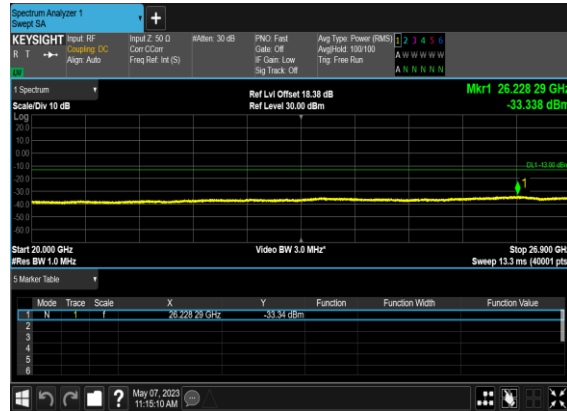 Spectrum Analyzer 1
Swept SA
+
KEYSIGHT
R T
Input: RF
Coupling: DC
Align: Auto
Input Z: 50 Ω
Corr CCorr
Freq Ref: Int (S)
#Atten: 30 dB
PNO: Fast
Gate: Off
IF Gain: Low
Sig Track: Off
Avg Type: Power (RMS)
Avg|Hold: 100/100
Trig: Free Run
1 2 3 4 5 6
A W W W W W
A N N N N N
1 Spectrum
Scale/Div 10 dB
Ref Lvl Offset 18.38 dB
Ref Level 30.00 dBm
Mkr1 26.228 29 GHz
-33.338 dBm
Log
20.0
10.0
0.00
-10.0
-20.0
-30.0
-40.0
-50.0
-60.0
DL1 -13.00 dBm
1
Start 20.000 GHz
#Res BW 1.0 MHz
Video BW 3.0 MHz*
Stop 26.900 GHz
Sweep 13.3 ms (40001 pts)
5 Marker Table
Mode Trace Scale X Y Function Function Width Function Value
1 N 1 f 26.228 29 GHz -33.34 dBm
2
3
4
5
6
?
May 07, 2023
11:15:10 AM